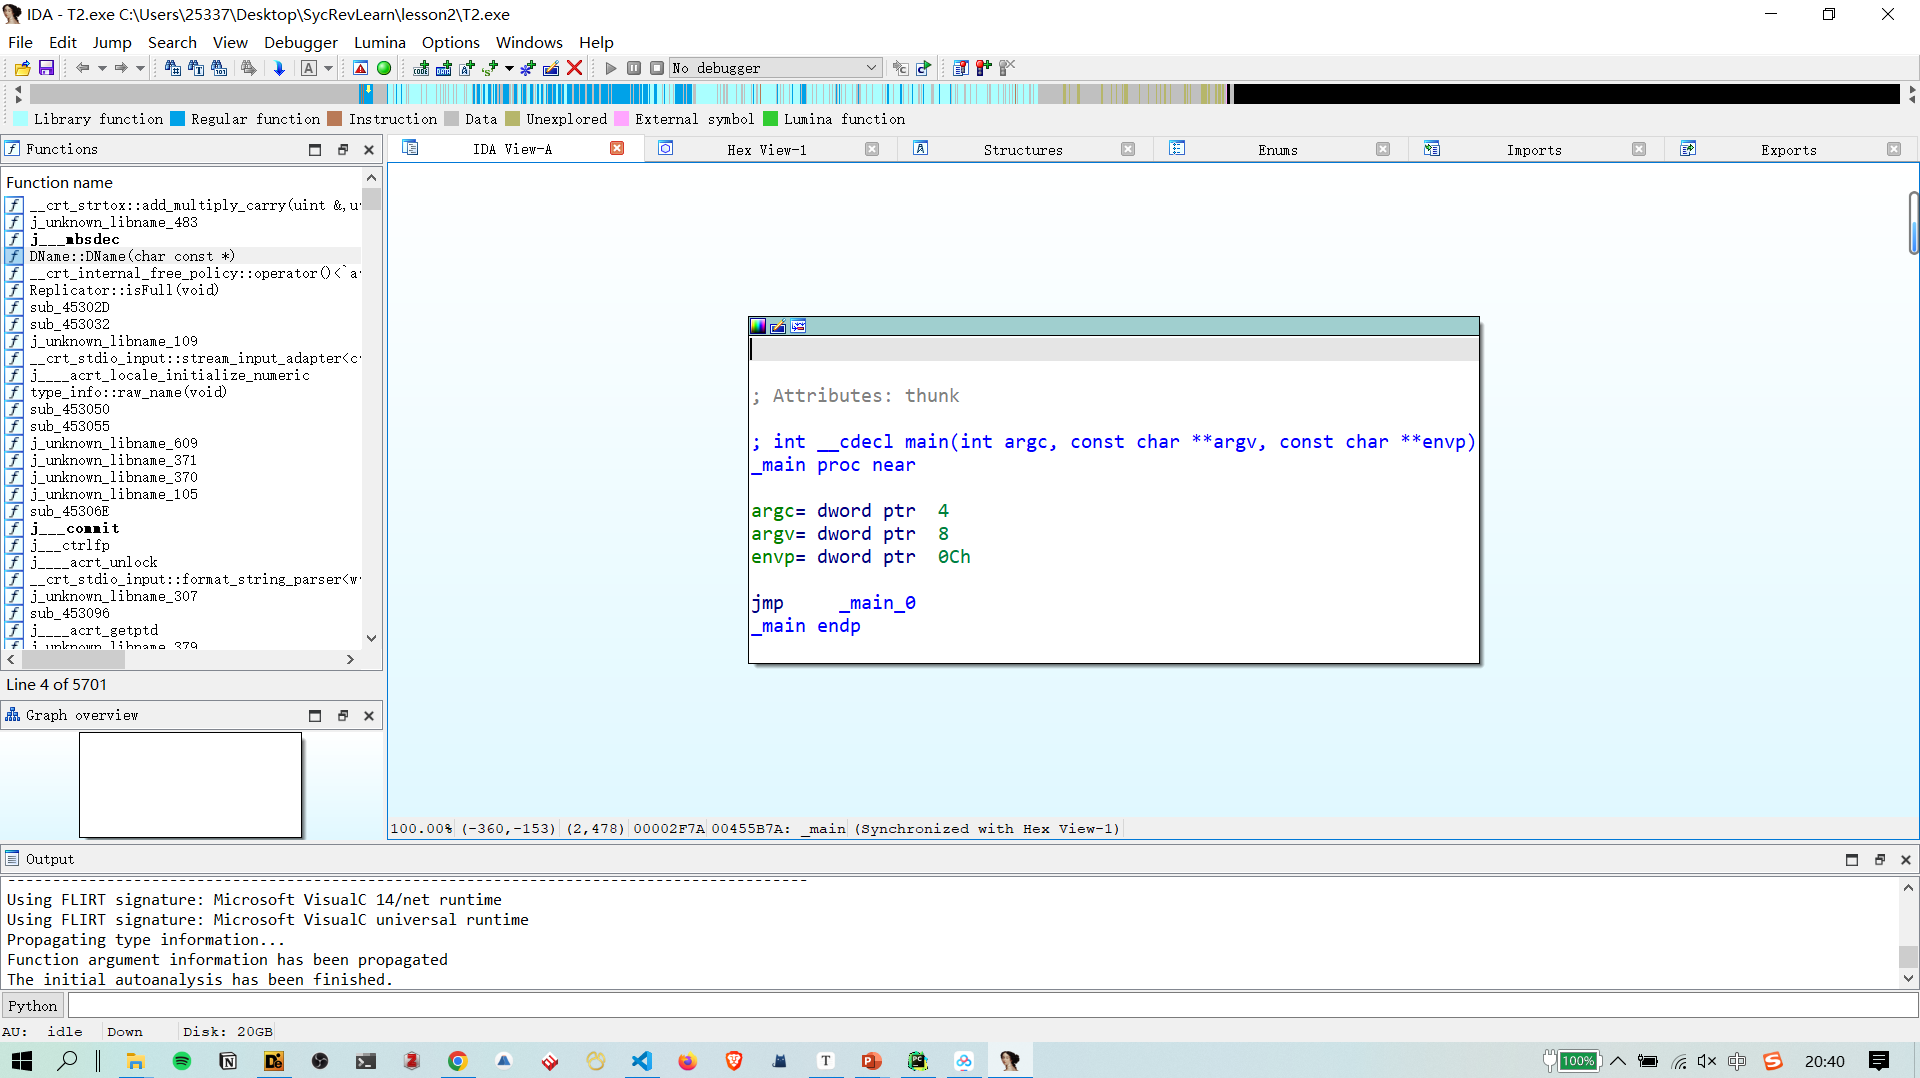 IDA - T2.exe C:\Users\25337\Desktop\SycRevLearn\lesson2\T2.exe
File Edit Jump Search View Debugger Lumina Options Windows Help
No debugger
Library function Regular function Instruction Data Unexplored External symbol Lumina function
Functions
IDA View-A Hex View-1 Structures Enums Imports Exports
Function name
__crt_strtox::add_multiply_carry(uint &,u
j_unknown_libname_483
j___mbsdec
DName::DName(char const *)
__crt_internal_free_policy::operator()<`a
Replicator::isFull(void)
sub_45302D
sub_453032
j_unknown_libname_109
__crt_stdio_input::stream_input_adapter<c
j____acrt_locale_initialize_numeric
type_info::raw_name(void)
sub_453050
sub_453055
j_unknown_libname_609
j_unknown_libname_371
j_unknown_libname_370
j_unknown_libname_105
sub_45306E
j___commit
j___ctrlfp
j____acrt_unlock
__crt_stdio_input::format_string_parser<w
j_unknown_libname_307
sub_453096
j____acrt_getptd
j_unknown_libname_379
Line 4 of 5701
Graph overview
; Attributes: thunk
; int __cdecl main(int argc, const char **argv, const char **envp)
_main proc near
argc= dword ptr 4
argv= dword ptr 8
envp= dword ptr 0Ch
jmp _main_0
_main endp
100.00% (-360,-153) (2,478) 00002F7A 00455B7A: _main (Synchronized with Hex View-1)
Output
Using FLIRT signature: Microsoft VisualC 14/net runtime
Using FLIRT signature: Microsoft VisualC universal runtime
Propagating type information...
Function argument information has been propagated
The initial autoanalysis has been finished.
Python
AU: idle Down Disk: 20GB
100% 中 20:40